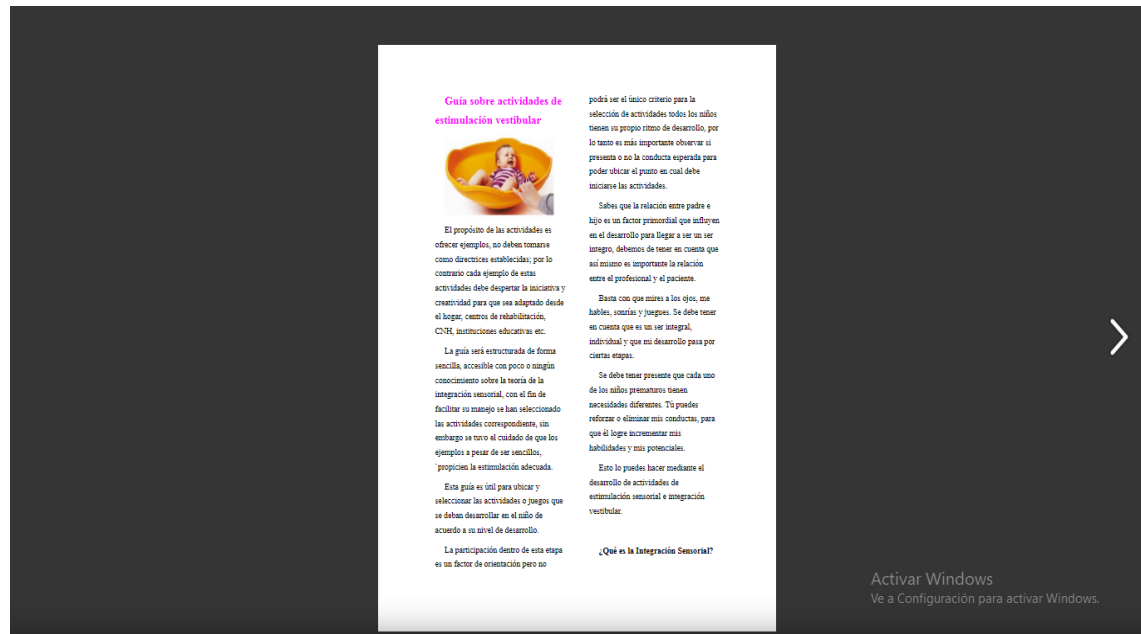 Guía sobre actividades de
estimulación vestibular
El propósito de las actividades es
ofrecer ejemplos, no deben tomarse
como directrices establecidas; por lo
contrario cada ejemplo de estas
actividades debe despertar la iniciativa y
creatividad para que sea adaptado desde
el hogar, centros de rehabilitación,
CNH, instituciones educativas etc.
La guía será estructurada de forma
sencilla, accesible con poco o ningún
conocimiento sobre la teoría de la
integración sensorial, con el fin de
facilitar su manejo se han seleccionado
las actividades correspondiente, sin
embargo se tuvo el cuidado de que los
ejemplos a pesar de ser sencillos,
`propicien la estimulación adecuada.
Esta guía es útil para ubicar y
seleccionar las actividades o juegos que
se deban desarrollar en el niño de
acuerdo a su nivel de desarrollo.
La participación dentro de esta etapa
es un factor de orientación pero no
podrá ser el único criterio para la
selección de actividades todos los niños
tienen su propio ritmo de desarrollo, por
lo tanto es más importante observar si
presenta o no la conducta esperada para
poder ubicar el punto en cual debe
iniciarse las actividades.
Sabes que la relación entre padre e
hijo es un factor primordial que influyen
en el desarrollo para llegar a ser un ser
integro, debemos de tener en cuenta que
así mismo es importante la relación
entre el profesional y el paciente.
Basta con que mires a los ojos, me
hables, sonrías y juegues. Se debe tener
en cuenta que es un ser integral,
individual y que mi desarrollo pasa por
ciertas etapas.
Se debe tener presente que cada uno
de los niños prematuros tienen
necesidades diferentes. Tú puedes
reforzar o eliminar mis conductas, para
que él logre incrementar mis
habilidades y mis potenciales.
Esto lo puedes hacer mediante el
desarrollo de actividades de
estimulación sensorial e integración
vestibular.
¿Qué es la Integración Sensorial?
Activar Windows
Ve a Configuración para activar Windows.